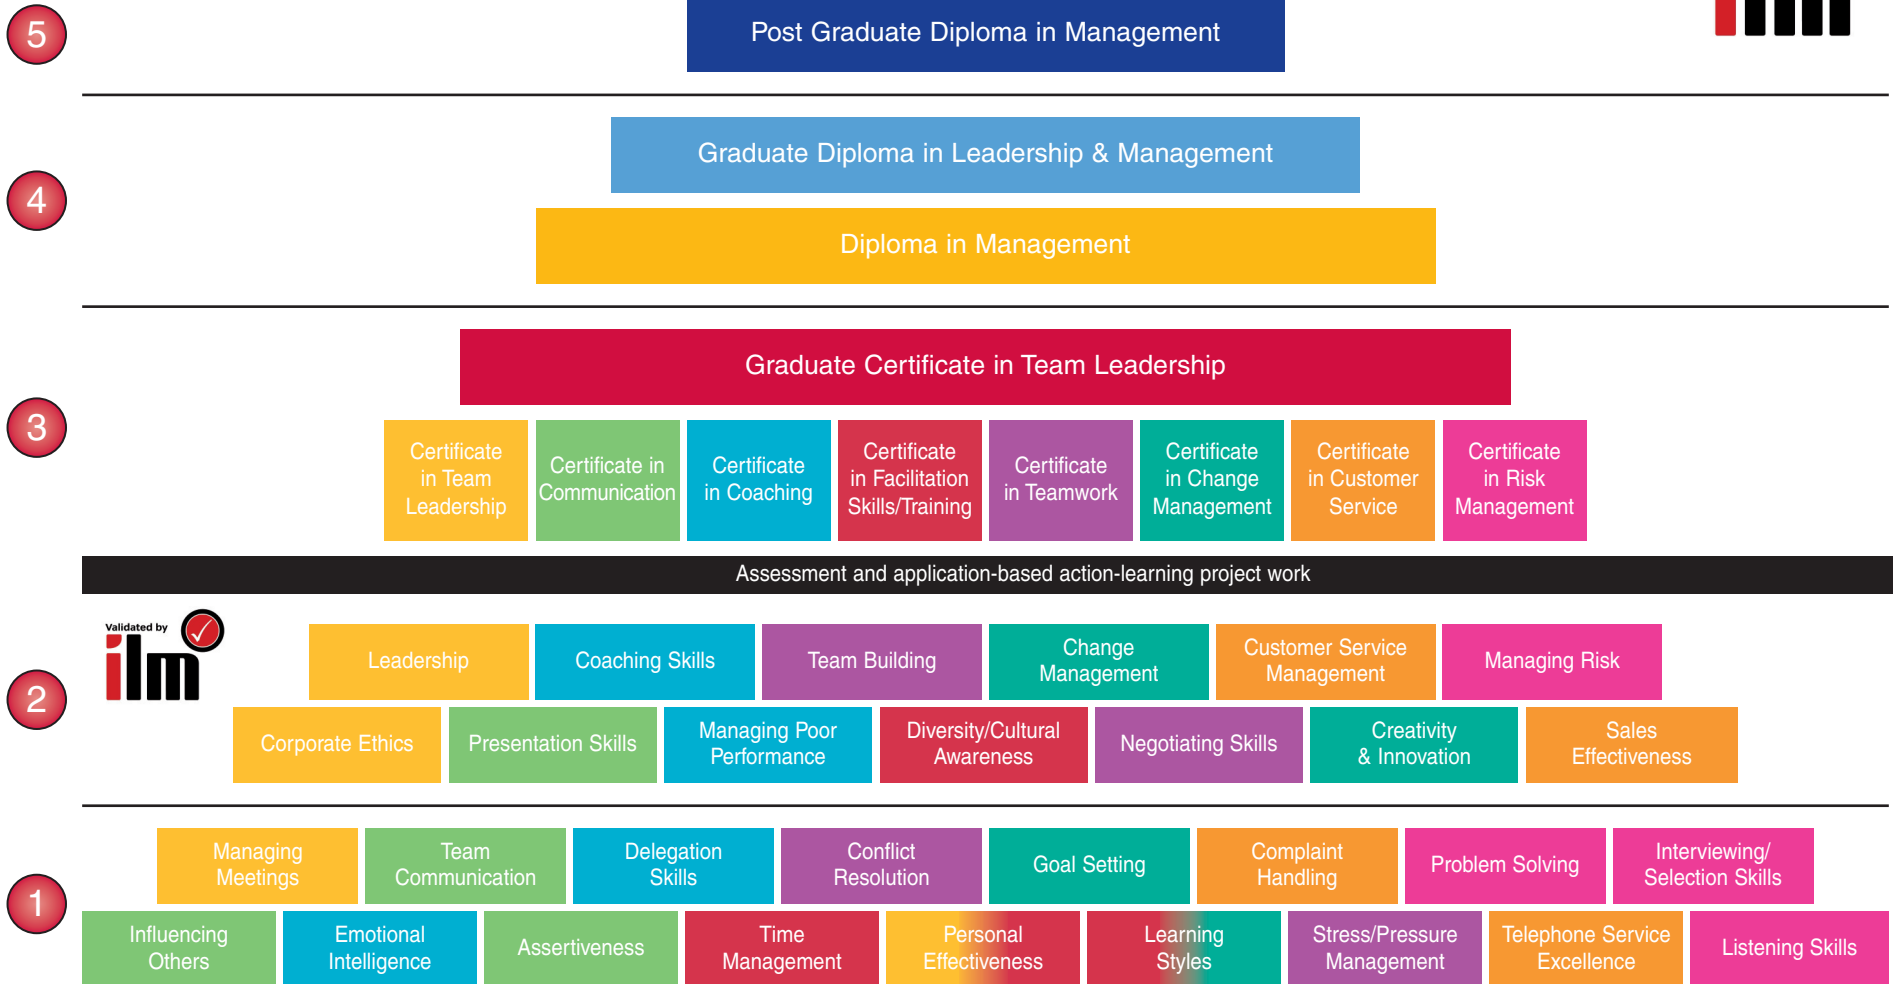 5
Post Graduate Diploma in Management
4
Graduate Diploma in Leadership & Management
Diploma in Management
3
Graduate Certificate in Team Leadership
Certificate
in Team
Leadership
Certificate in
Communication
Certificate
in Coaching
Certificate
in Facilitation
Skills/Training
Certificate
in Teamwork
Certificate
in Change
Management
Certificate
in Customer
Service
Certificate
in Risk
Management
Assessment and application-based action-learning project work
Validated by
ilm
2
Leadership
Coaching Skills
Team Building
Change
Management
Customer Service
Management
Managing Risk
Corporate Ethics
Presentation Skills
Managing Poor
Performance
Diversity/Cultural
Awareness
Negotiating Skills
Creativity
& Innovation
Sales
Effectiveness
1
Managing
Meetings
Team
Communication
Delegation
Skills
Conflict
Resolution
Goal Setting
Complaint
Handling
Problem Solving
Interviewing/
Selection Skills
Influencing
Others
Emotional
Intelligence
Assertiveness
Time
Management
Personal
Effectiveness
Learning
Styles
Stress/Pressure
Management
Telephone Service
Excellence
Listening Skills